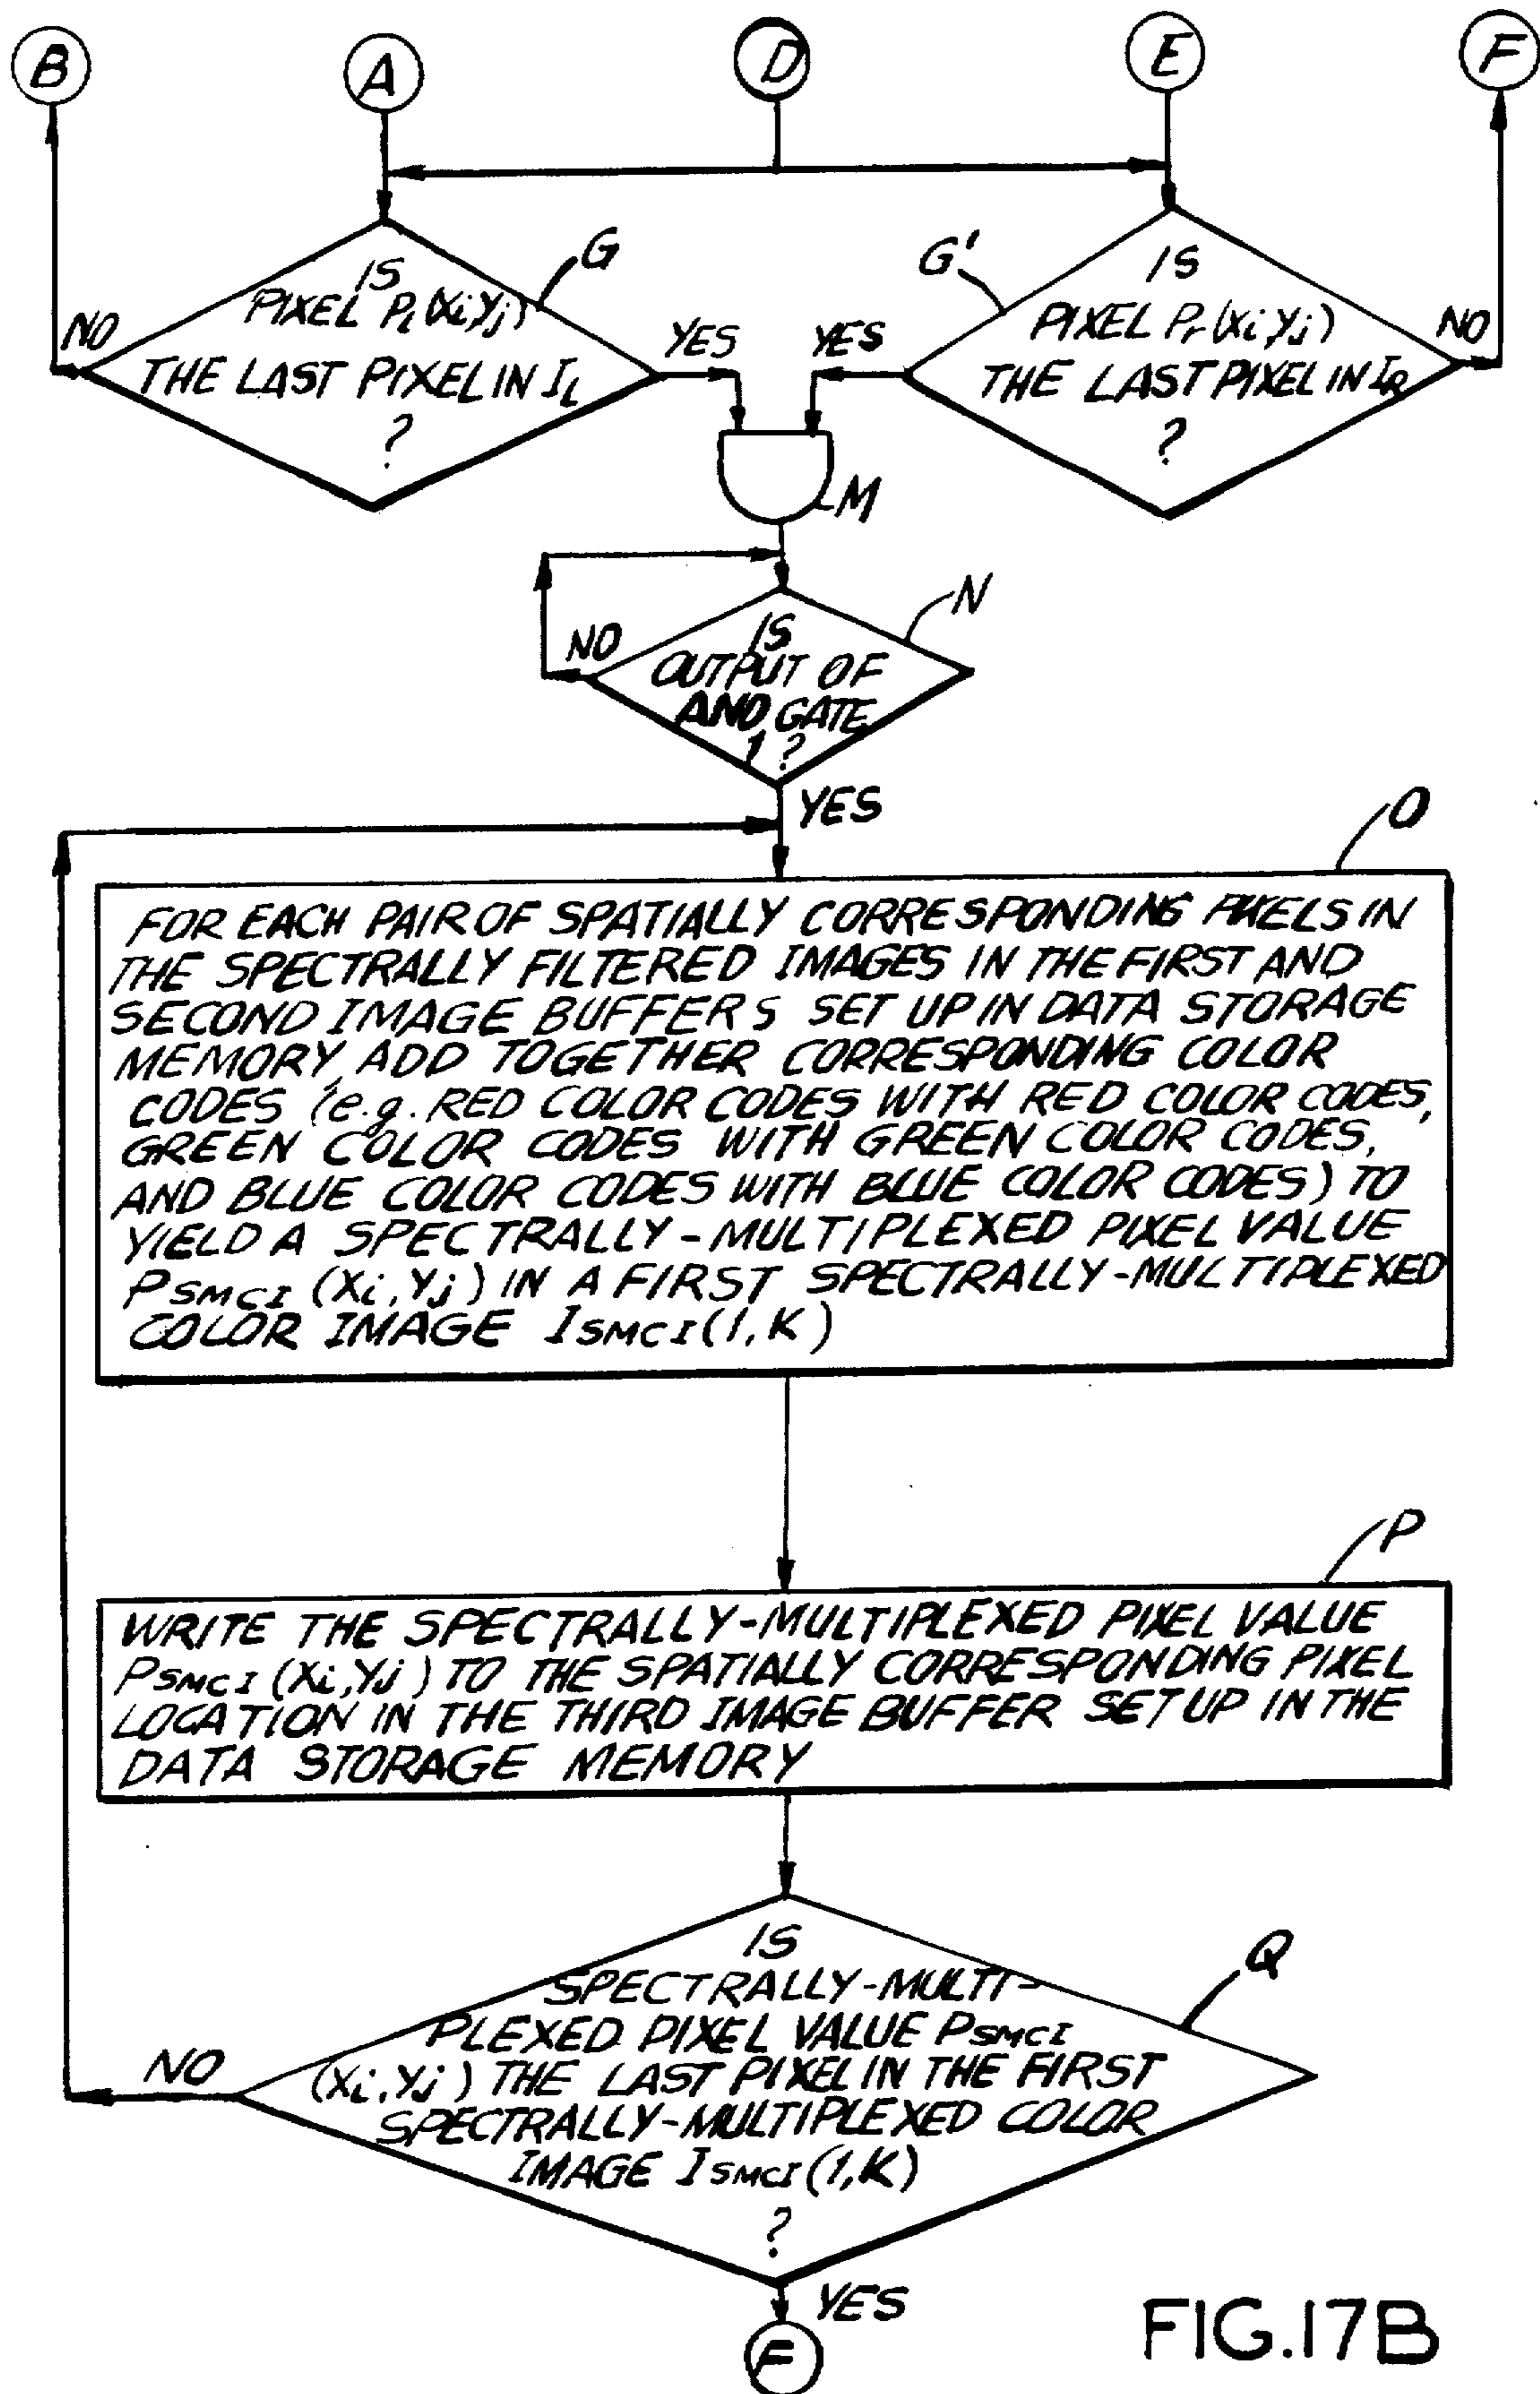 B
A
D
E
F
G
IS
PIXEL Pl(Xi,Yj)
THE LAST PIXEL IN IL
?
NO
YES
G'
IS
PIXEL Pr(Xi,Yj)
THE LAST PIXEL IN IR
?
YES
NO
M
N
IS
OUTPUT OF
AND GATE
1?
NO
YES
O
FOR EACH PAIR OF SPATIALLY CORRESPONDING PIXELS IN
THE SPECTRALLY FILTERED IMAGES IN THE FIRST AND
SECOND IMAGE BUFFERS SET UP IN DATA STORAGE
MEMORY, ADD TOGETHER CORRESPONDING COLOR
CODES (e.g. RED COLOR CODES WITH RED COLOR CODES,
GREEN COLOR CODES WITH GREEN COLOR CODES,
AND BLUE COLOR CODES WITH BLUE COLOR CODES) TO
YIELD A SPECTRALLY-MULTIPLEXED PIXEL VALUE
PSMCI (Xi,Yj) IN A FIRST SPECTRALLY-MULTIPLEXED
COLOR IMAGE ISMCI(1,K)
P
WRITE THE SPECTRALLY-MULTIPLEXED PIXEL VALUE
PSMCI (Xi,Yj) TO THE SPATIALLY CORRESPONDING PIXEL
LOCATION IN THE THIRD IMAGE BUFFER SET UP IN THE
DATA STORAGE MEMORY
Q
IS
SPECTRALLY-MULTI-
PLEXED PIXEL VALUE PSMCI
(Xi,Yj) THE LAST PIXEL IN THE FIRST
SPECTRALLY-MULTIPLEXED COLOR
IMAGE ISMCI(1,K)
?
NO
YES
FIG.17B